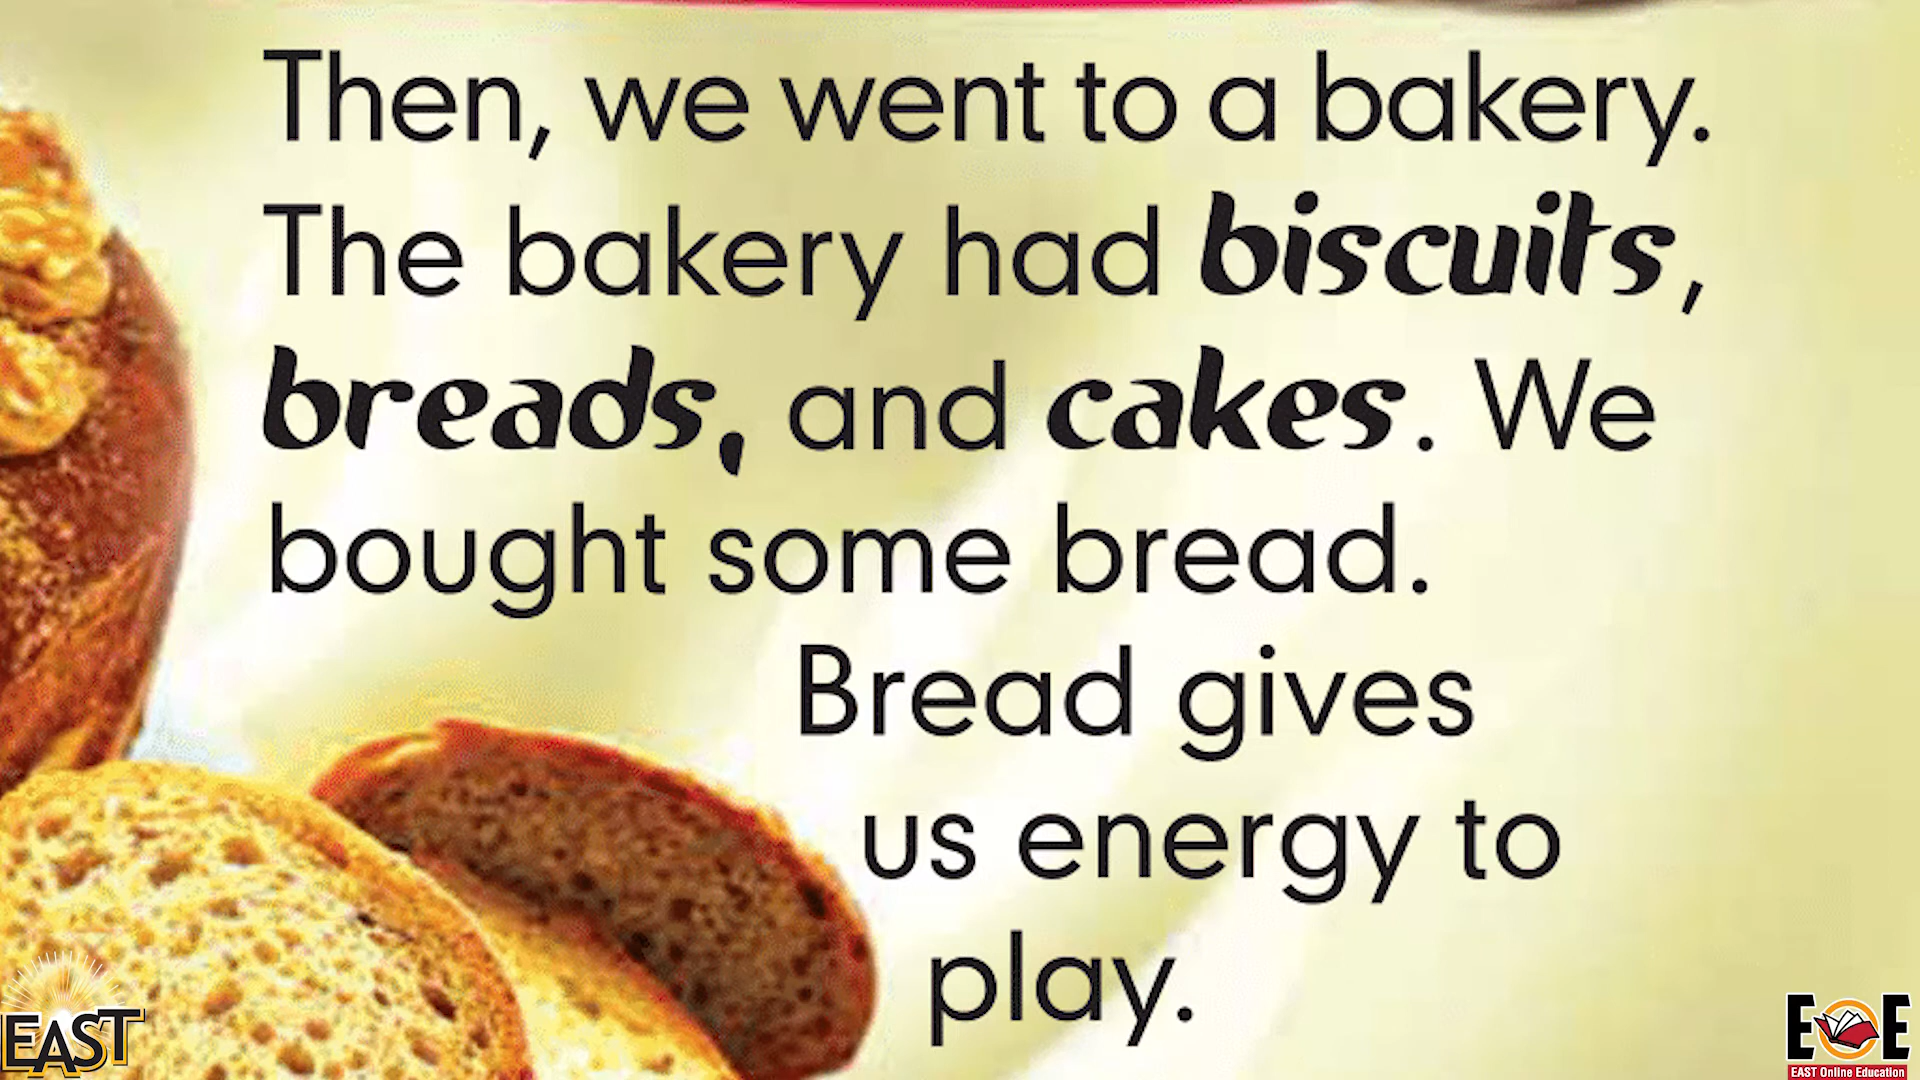 Then, we went to a bakery.
The bakery had biscuits,
breads, and cakes. We
bought some bread.
Bread gives
us energy to
play.
EAST
EOE
EAST Online Education